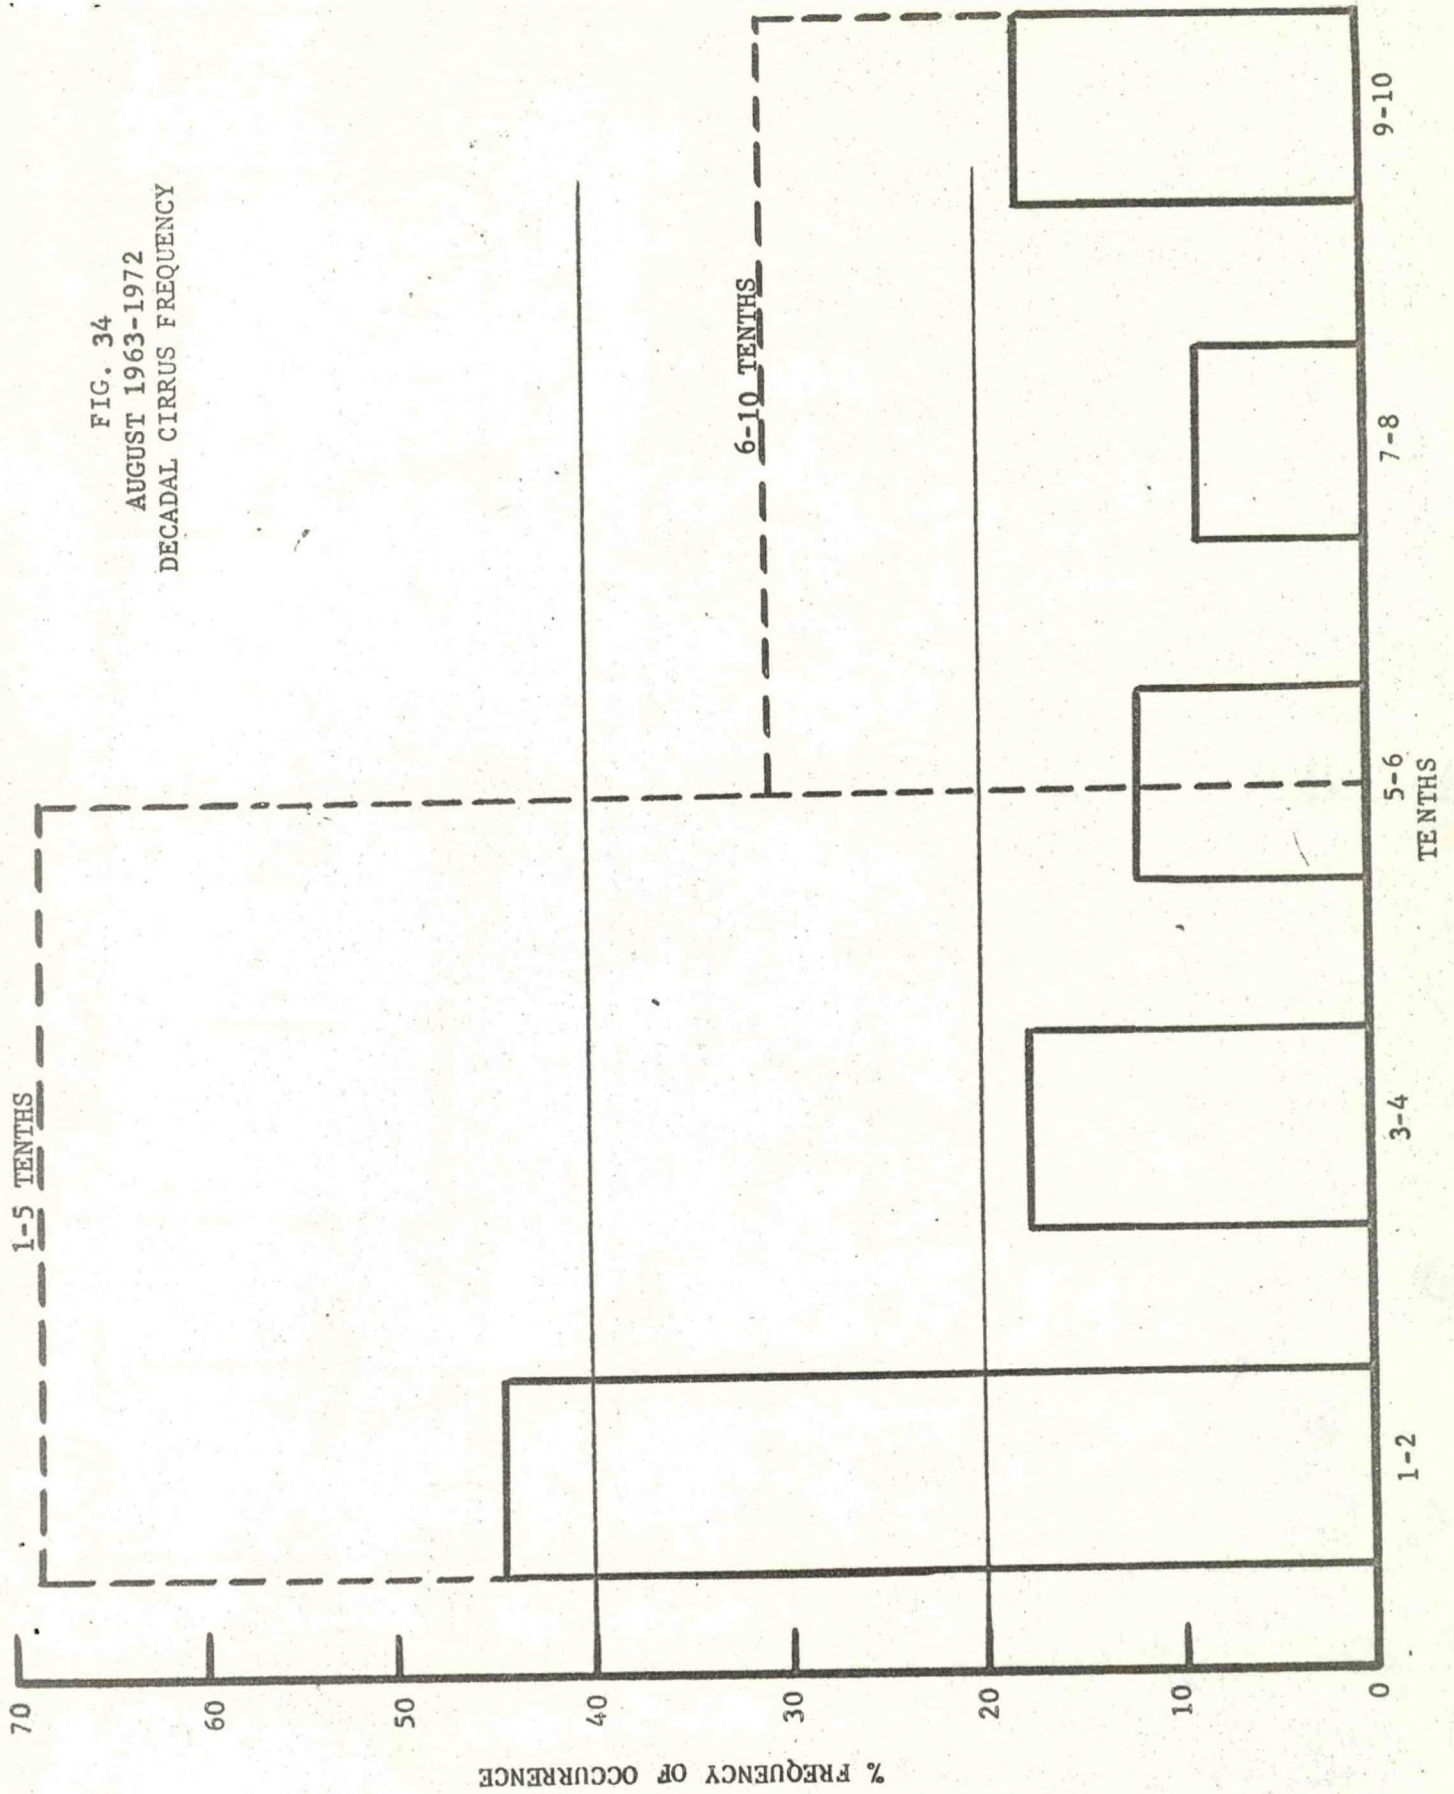 FIG. 34
AUGUST 1963-1972
DECADAL CIRRUS FREQUENCY
1-5 TENTHS
6-10 TENTHS
% FREQUENCY OF OCCURRENCE
70
60
50
40
30
20
10
0
1-2
3-4
5-6
7-8
9-10
TENTHS